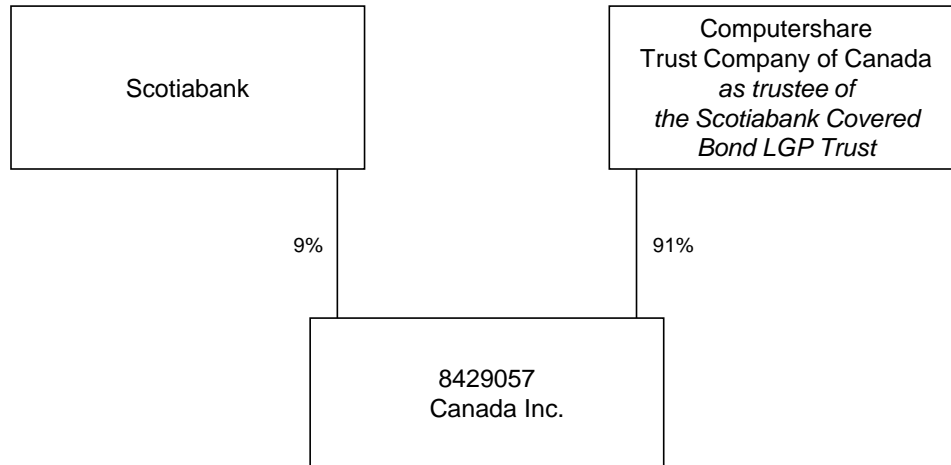 Scotiabank
Computershare
Trust Company of Canada
as trustee of
the Scotiabank Covered
Bond LGP Trust
9%
91%
8429057
Canada Inc.